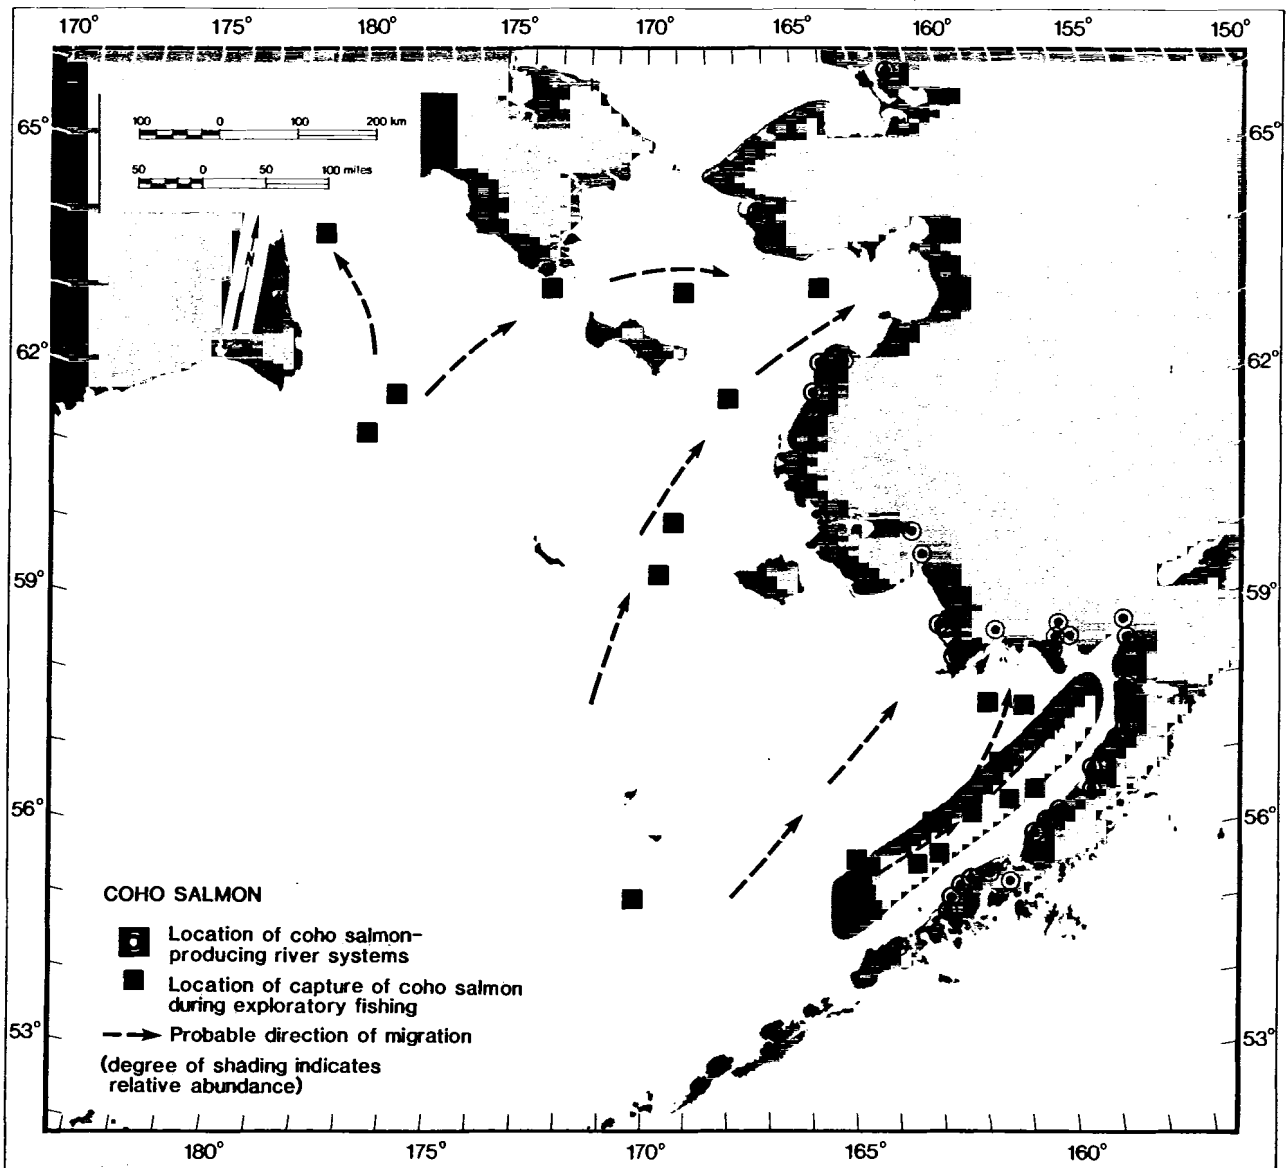 170° 175° 180° 175° 170° 165° 160° 155° 150°
65° 65°
100 0 100 200 km
50 0 50 100 miles
N
62° 62°
59° 59°
56° 56°
COHO SALMON
Location of coho salmon-
producing river systems
Location of capture of coho salmon
during exploratory fishing
Probable direction of migration
(degree of shading indicates
relative abundance)
53° 53°
180° 175° 170° 165° 160°